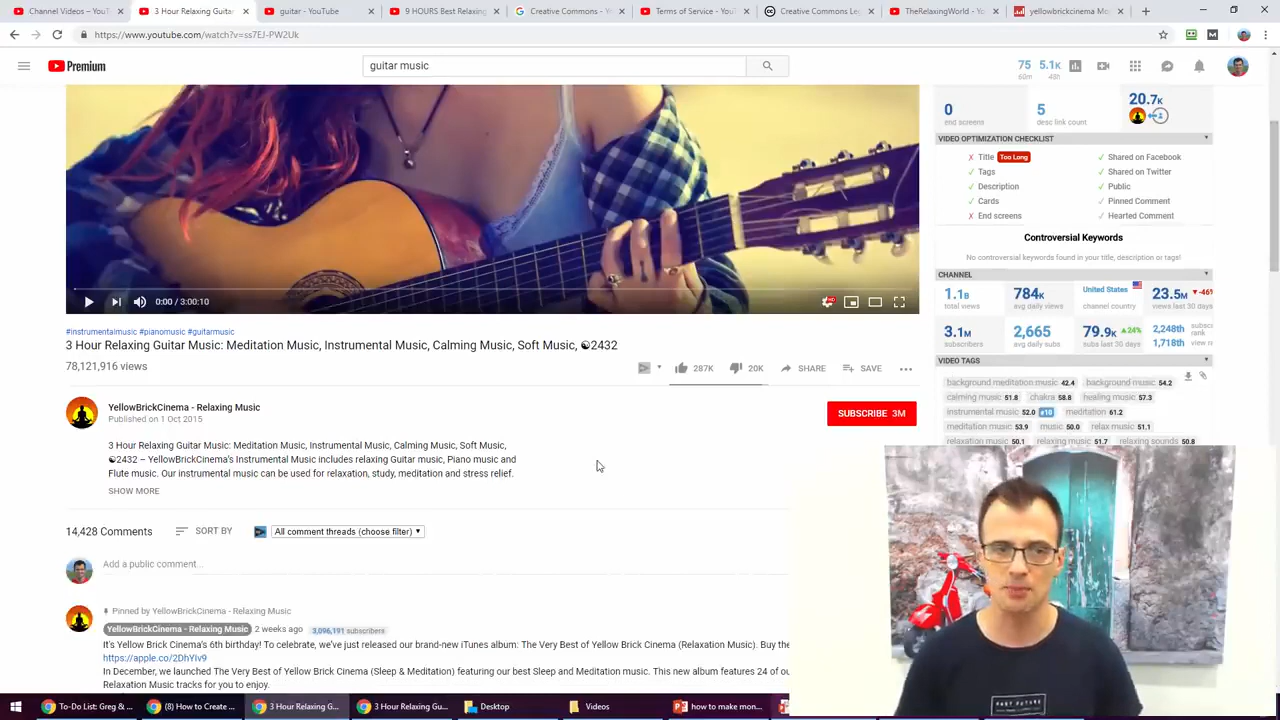 Channel Videos - YouTu
3 Hour Relaxing Guitar
guitar - YouTube
9 HOURS Best Relaxing
Creative Commons - Ye
Terms of Service - YouT
Creative Commons Leg
TheRelaxingWorld - Yo
yellowbrickcinema Mo
https://www.youtube.com/watch?v=ss7EJ-PW2Uk
Premium
guitar music
75 60m
5.1K 48h
0 end screens
5 desc link count
20.7K
VIDEO OPTIMIZATION CHECKLIST
✗ Title Too Long
✓ Shared on Facebook
✓ Tags
✓ Shared on Twitter
✓ Description
✓ Public
✓ Cards
✓ Pinned Comment
✗ End screens
✓ Hearted Comment
Controversial Keywords
No controversial keywords found in your title, description or tags!
CHANNEL
1.1B total views
784K avg daily views
United States channel country
23.5M ▼-46% views last 30 days
3.1M subscribers
2,665 avg daily subs
79.9K ▲24% subs last 30 days
2,248th subsc rank
1,718th view r
VIDEO TAGS
background meditation music 42.4 background music 54.2
calming music 51.8 chakra 58.8 healing music 57.3
instrumental music 52.0 #10 meditation 61.2
meditation music 53.9 music 50.0 relax music 51.1
relaxation music 50.1 relaxing music 51.7 relaxing sounds 50.8
0:00 / 3:00:10
HD
#instrumentalmusic #pianomusic #guitarmusic
3 Hour Relaxing Guitar Music: Meditation Music, Instrumental Music, Calming Music, Soft Music, ☯2432
78,121,916 views
287K
20K
SHARE
SAVE
YellowBrickCinema - Relaxing Music
Published on 1 Oct 2015
SUBSCRIBE 3M
3 Hour Relaxing Guitar Music: Meditation Music, Instrumental Music, Calming Music, Soft Music,
☯2432 – YellowBrickCinema's Instrumental Music includes Relaxing Guitar music, Piano music and
Flute music. Our instrumental music can be used for relaxation, study, meditation and stress relief.
SHOW MORE
14,428 Comments
SORT BY
All comment threads (choose filter)
Add a public comment...
Pinned by YellowBrickCinema - Relaxing Music
YellowBrickCinema - Relaxing Music 2 weeks ago 3,096,191 subscribers
It's Yellow Brick Cinema's 6th birthday! To celebrate, we've just released our brand-new iTunes album: The Very Best of Yellow Brick Cinema (Relaxation Music). Buy the
https://apple.co/2DhYIv9
In December, we launched The Very Best of Yellow Brick Cinema (Sleep & Meditation) featuring our best Sleep and Meditation music. This new album features 24 of ou
Relaxation Music tracks for you to enjoy.
PART FUTURE
To-Do List: Greg & ...
(8) How to Create ...
3 Hour Relaxing G...
3 Hour Relaxing Gu...
Desktop
Videos
how to make mon...